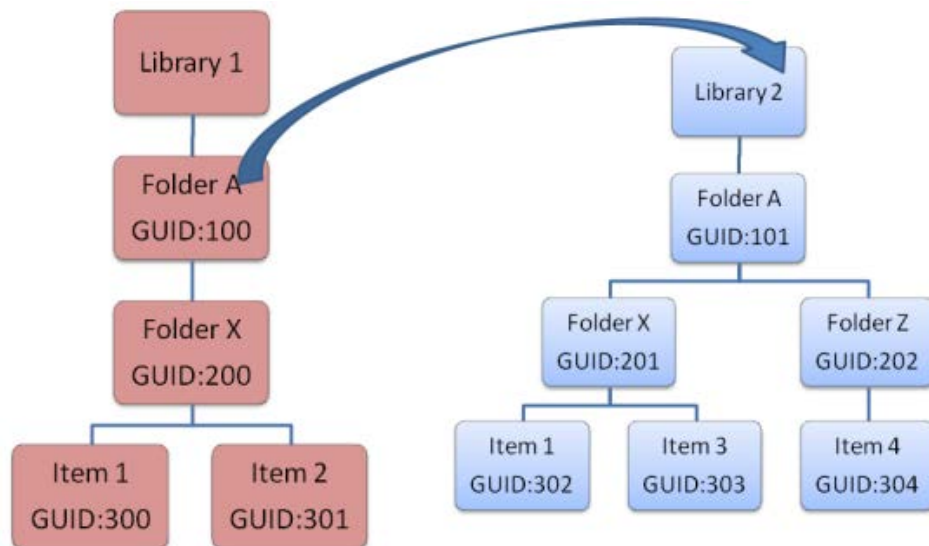 Library 1
Folder A
GUID:100
Folder X
GUID:200
Item 1
GUID:300
Item 2
GUID:301
Library 2
Folder A
GUID:101
Folder X
GUID:201
Folder Z
GUID:202
Item 1
GUID:302
Item 3
GUID:303
Item 4
GUID:304